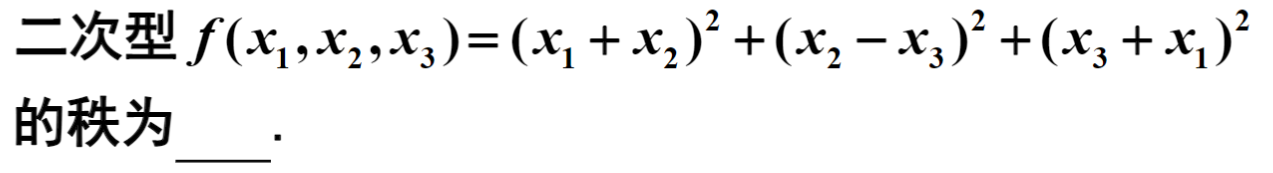 二次型 f(x₁,x₂,x₃)=(x₁+x₂)²+(x₂−x₃)²+(x₃+x₁)²
的秩为____.